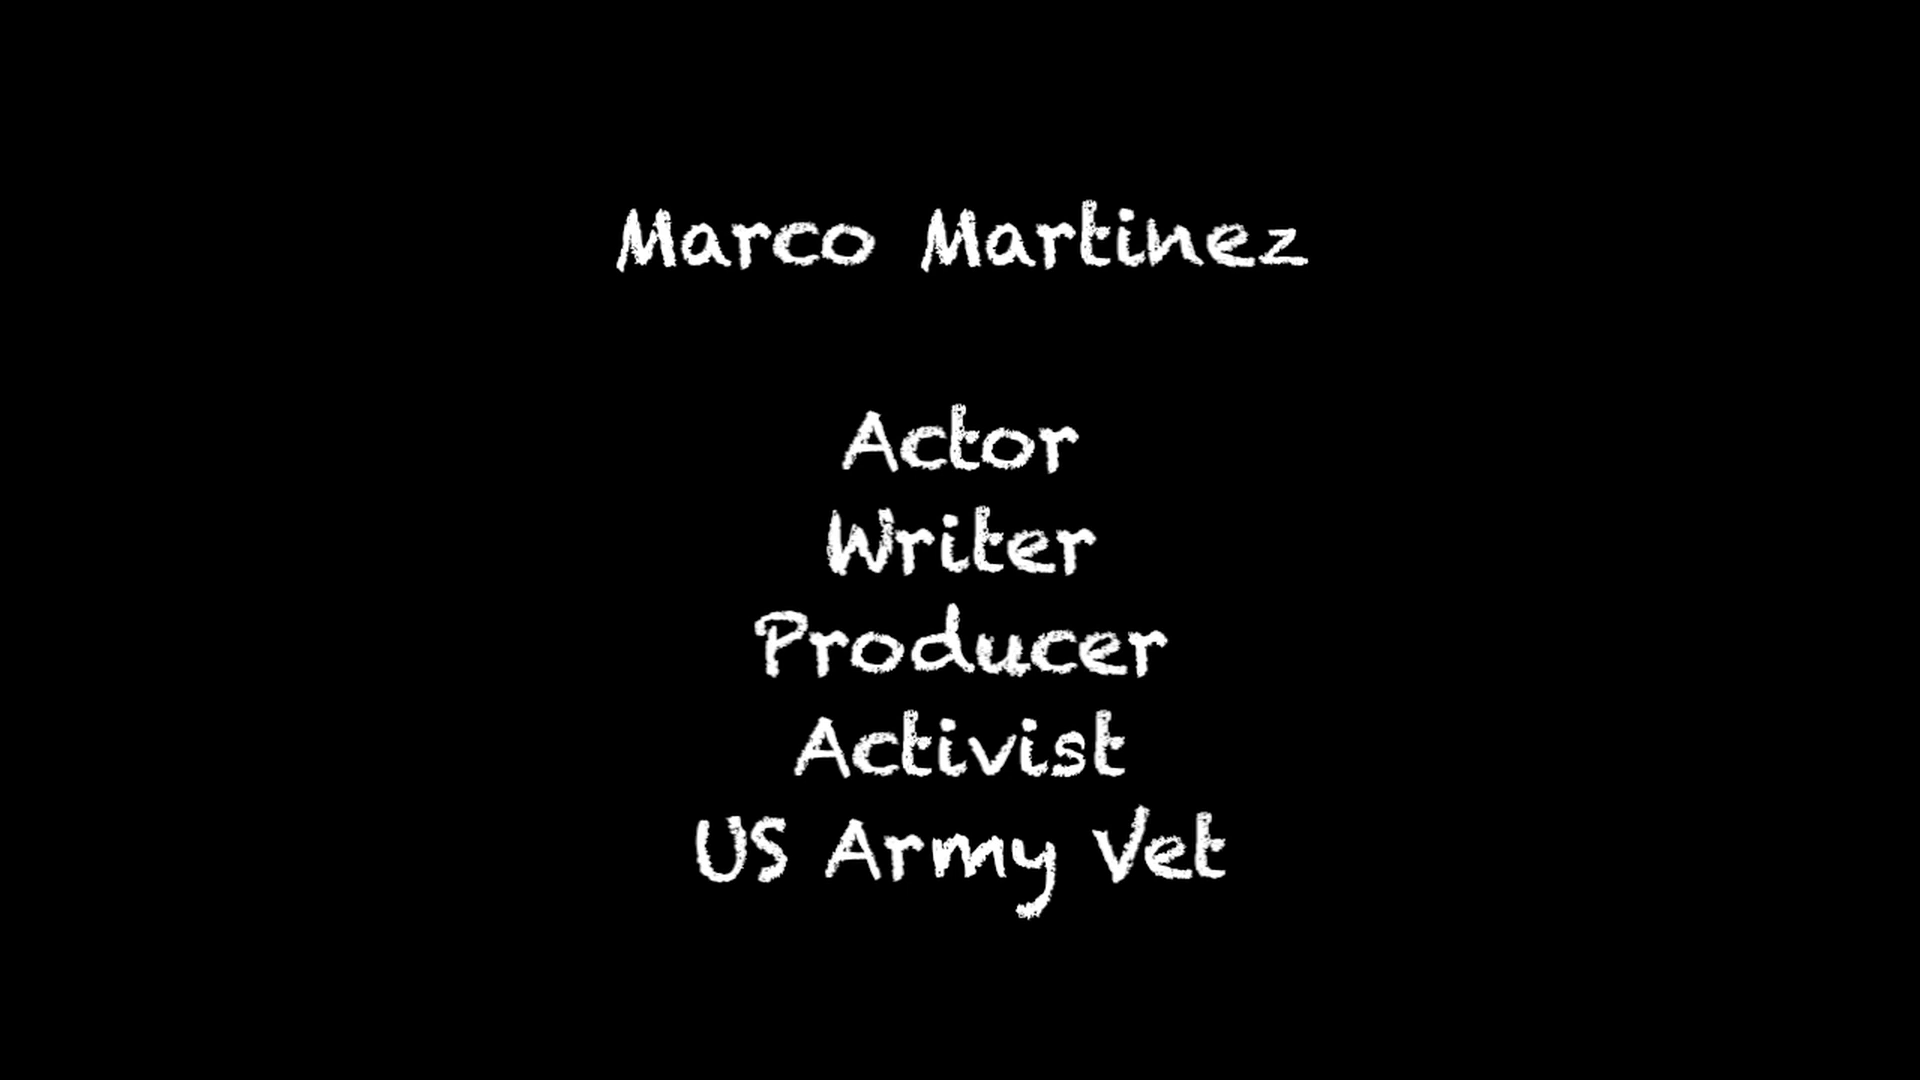 Marco Martinez
Actor
Writer
Producer
Activist
US Army Vet